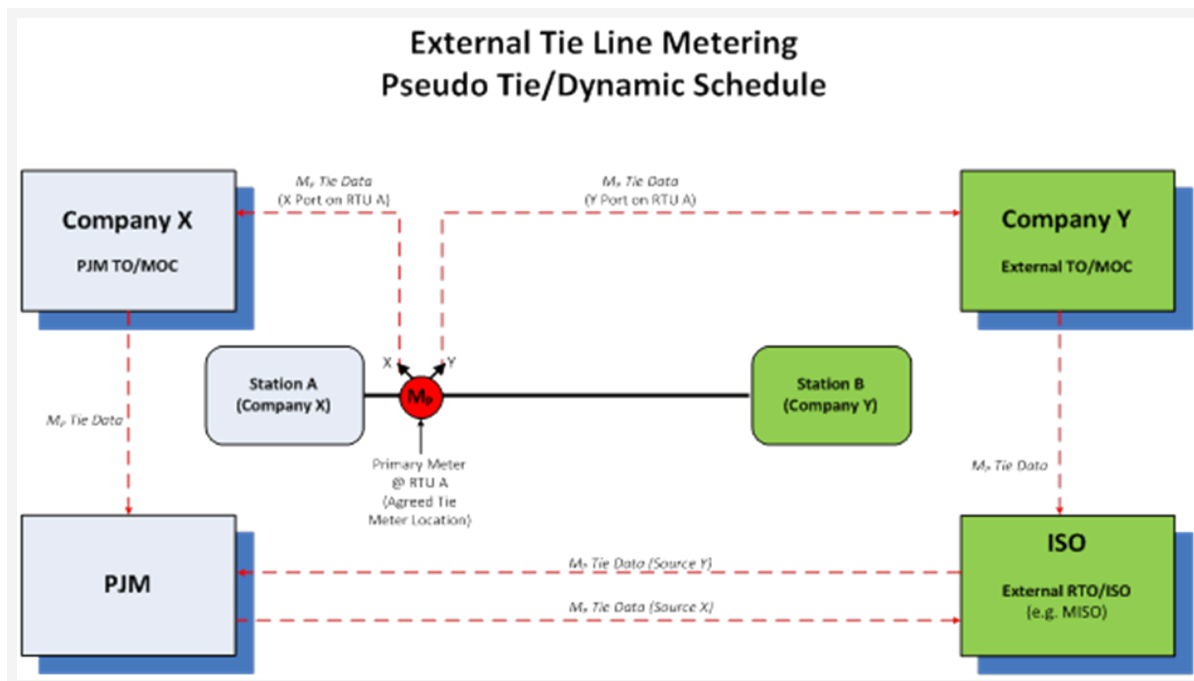 External Tie Line Metering
Pseudo Tie/Dynamic Schedule
Mₚ Tie Data
(X Port on RTU A)
Mₚ Tie Data
(Y Port on RTU A)
Company X
PJM TO/MOC
Company Y
External TO/MOC
X
Y
Station A
(Company X)
Mₚ
Station B
(Company Y)
Mₚ Tie Data
Primary Meter
@ RTU A
(Agreed Tie
Meter Location)
Mₚ Tie Data
PJM
Mₚ Tie Data (Source Y)
Mₚ Tie Data (Source X)
ISO
External RTO/ISO
(e.g. MISO)